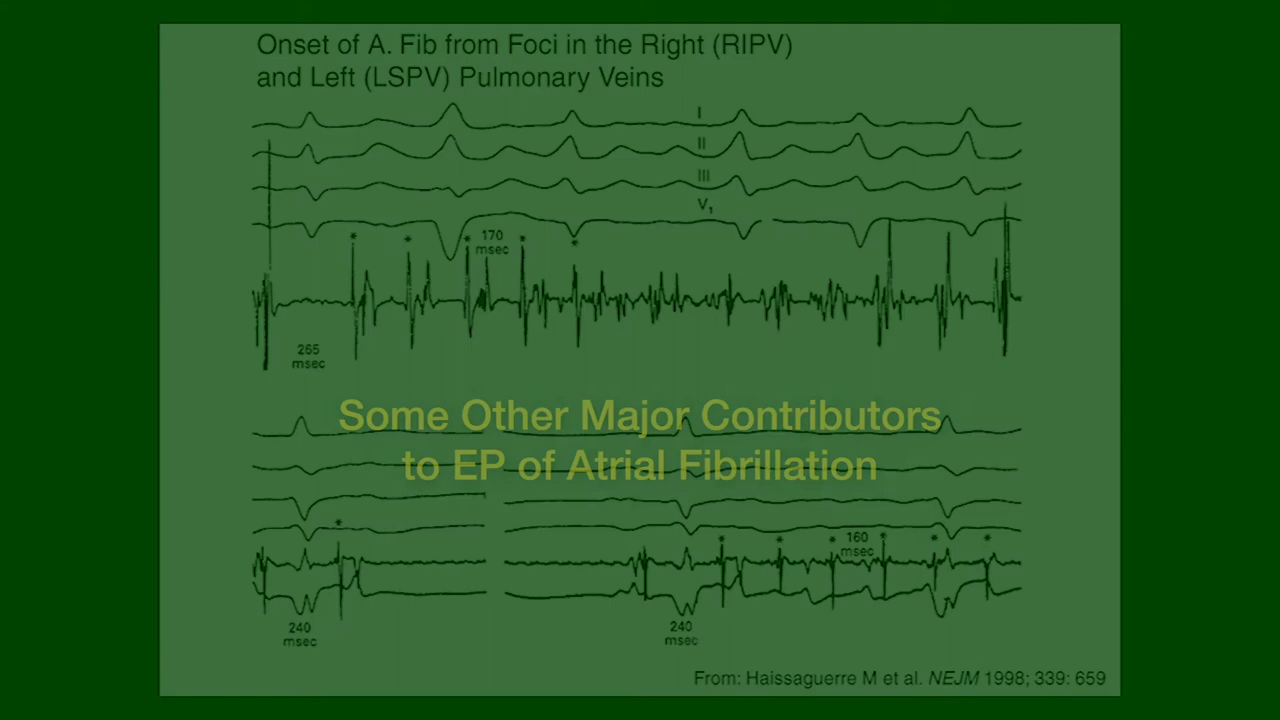 Onset of A. Fib from Foci in the Right (RIPV)
and Left (LSPV) Pulmonary Veins
I
II
III
V1
* * * 170 * *
msec
265
msec
Some Other Major Contributors
to EP of Atrial Fibrillation
*
* * * 160 * * *
msec
240
msec
240
msec
From: Haissaguerre M et al. NEJM 1998; 339: 659